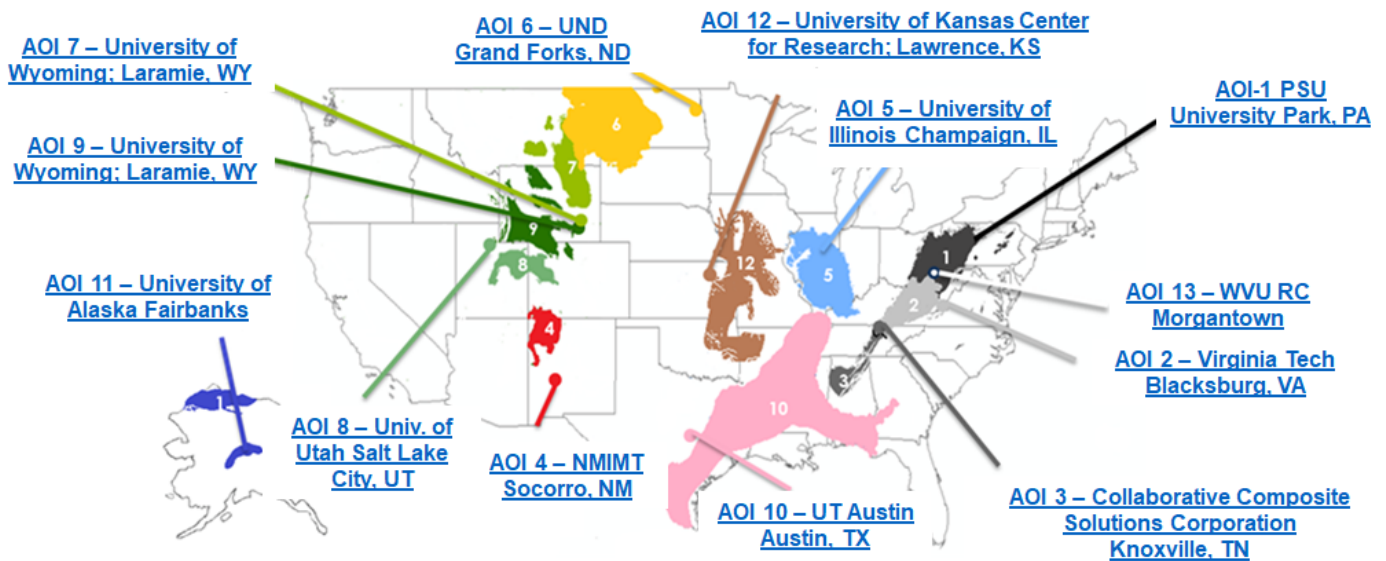 AOI 7 – University of
Wyoming; Laramie, WY
AOI 6 – UND
Grand Forks, ND
AOI 12 – University of Kansas Center
for Research; Lawrence, KS
AOI-1 PSU
University Park, PA
AOI 5 – University of
Illinois Champaign, IL
AOI 9 – University of
Wyoming; Laramie, WY
AOI 11 – University of
Alaska Fairbanks
AOI 13 – WVU RC
Morgantown
AOI 2 – Virginia Tech
Blacksburg, VA
AOI 8 – Univ. of
Utah Salt Lake
City, UT
AOI 4 – NMIMT
Socorro, NM
AOI 10 – UT Austin
Austin, TX
AOI 3 – Collaborative Composite
Solutions Corporation
Knoxville, TN
6
7
9
8
12
5
1
2
4
3
10
1